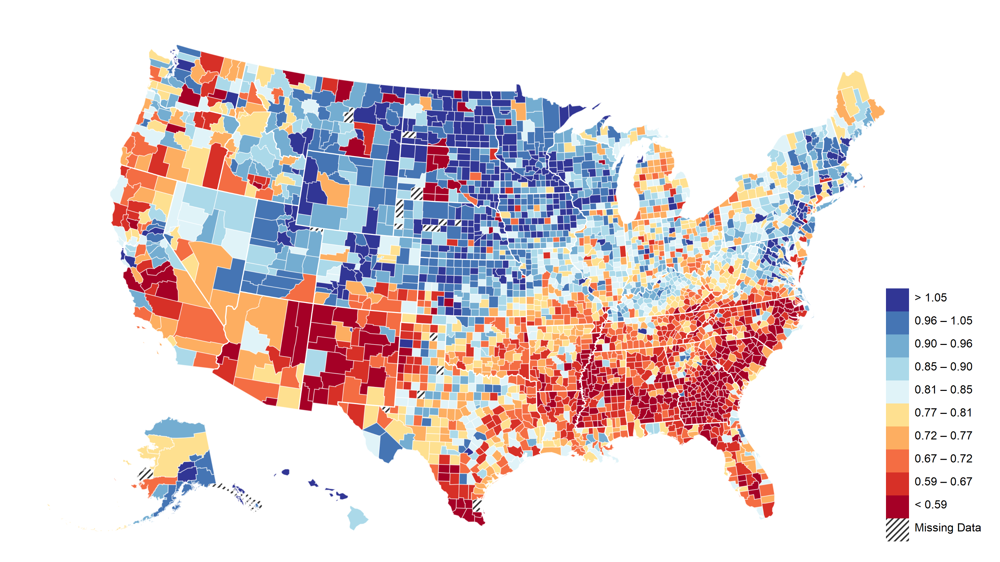 > 1.05
0.96 – 1.05
0.90 – 0.96
0.85 – 0.90
0.81 – 0.85
0.77 – 0.81
0.72 – 0.77
0.67 – 0.72
0.59 – 0.67
< 0.59
Missing Data